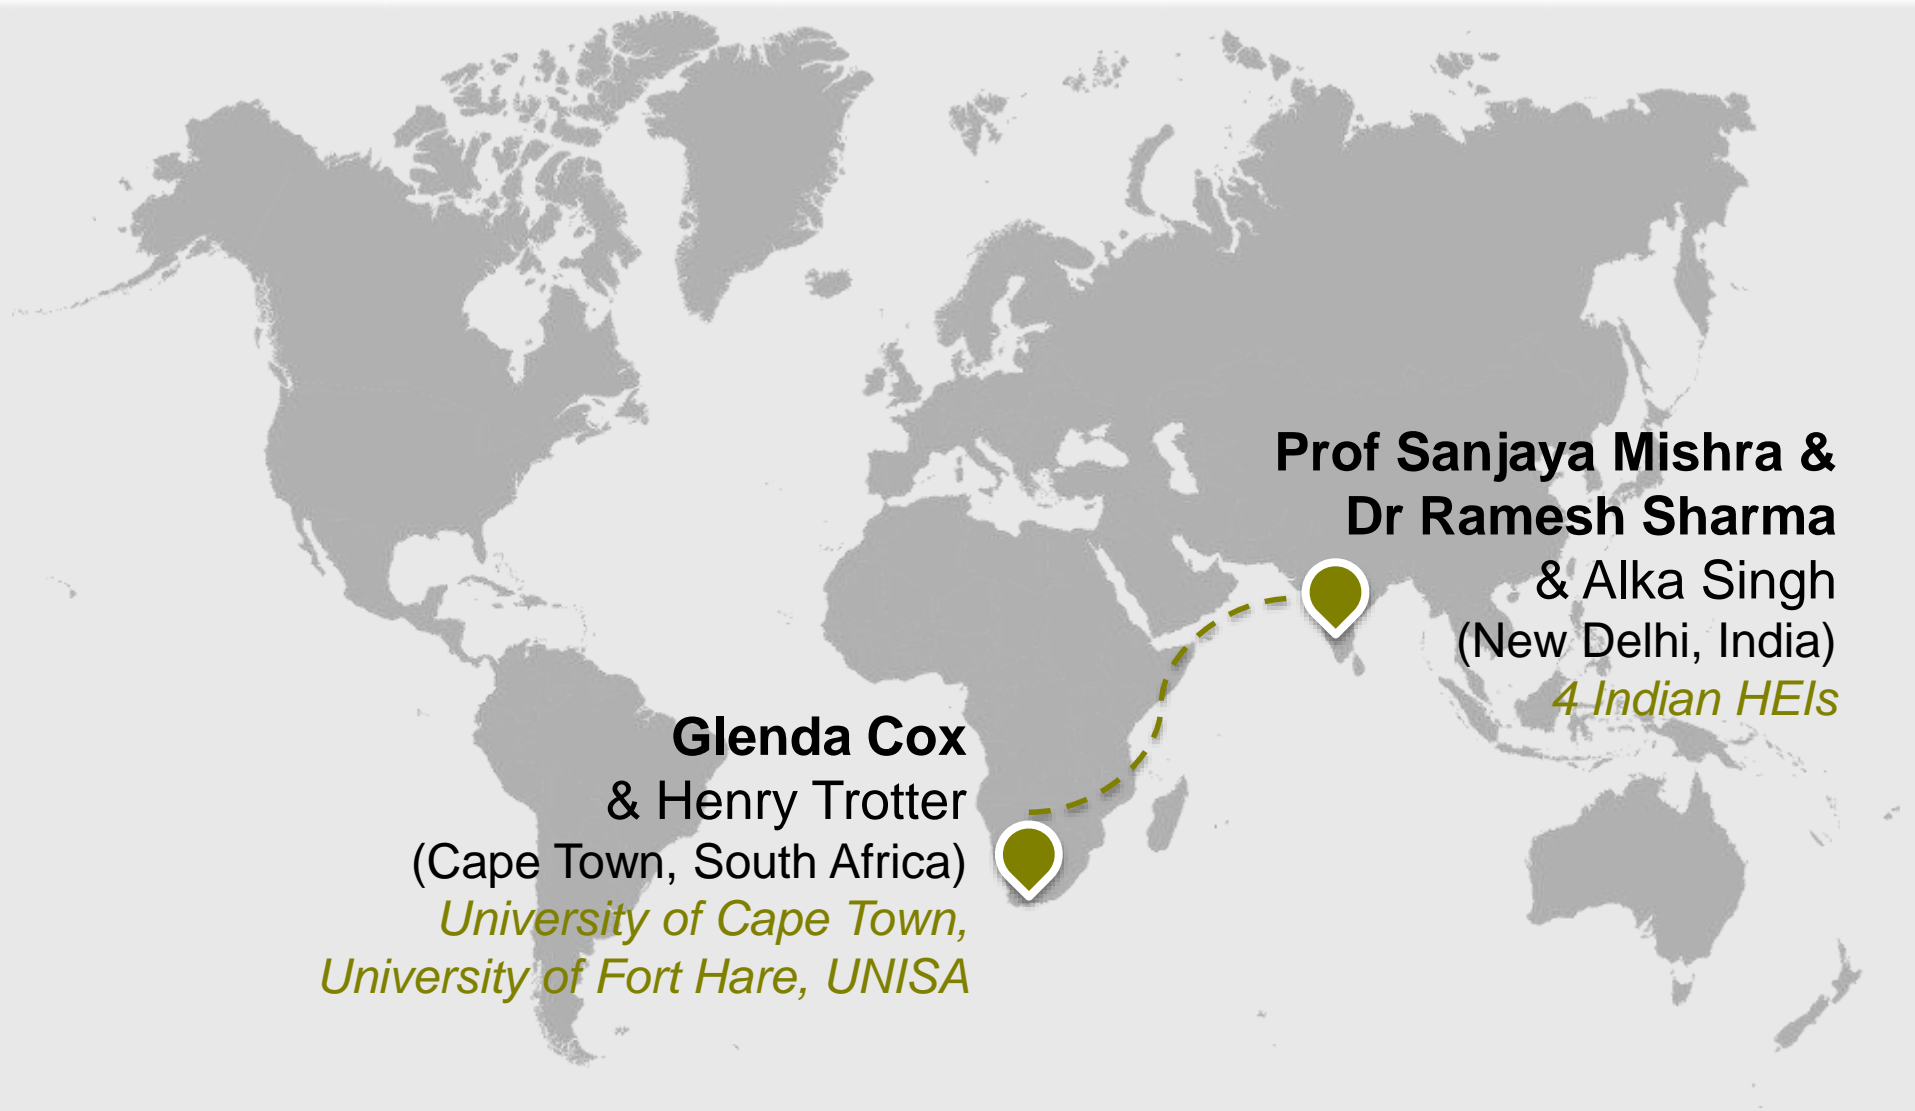 Prof Sanjaya Mishra &
Dr Ramesh Sharma
& Alka Singh
(New Delhi, India)
4 Indian HEIs
Glenda Cox
& Henry Trotter
(Cape Town, South Africa)
University of Cape Town,
University of Fort Hare, UNISA